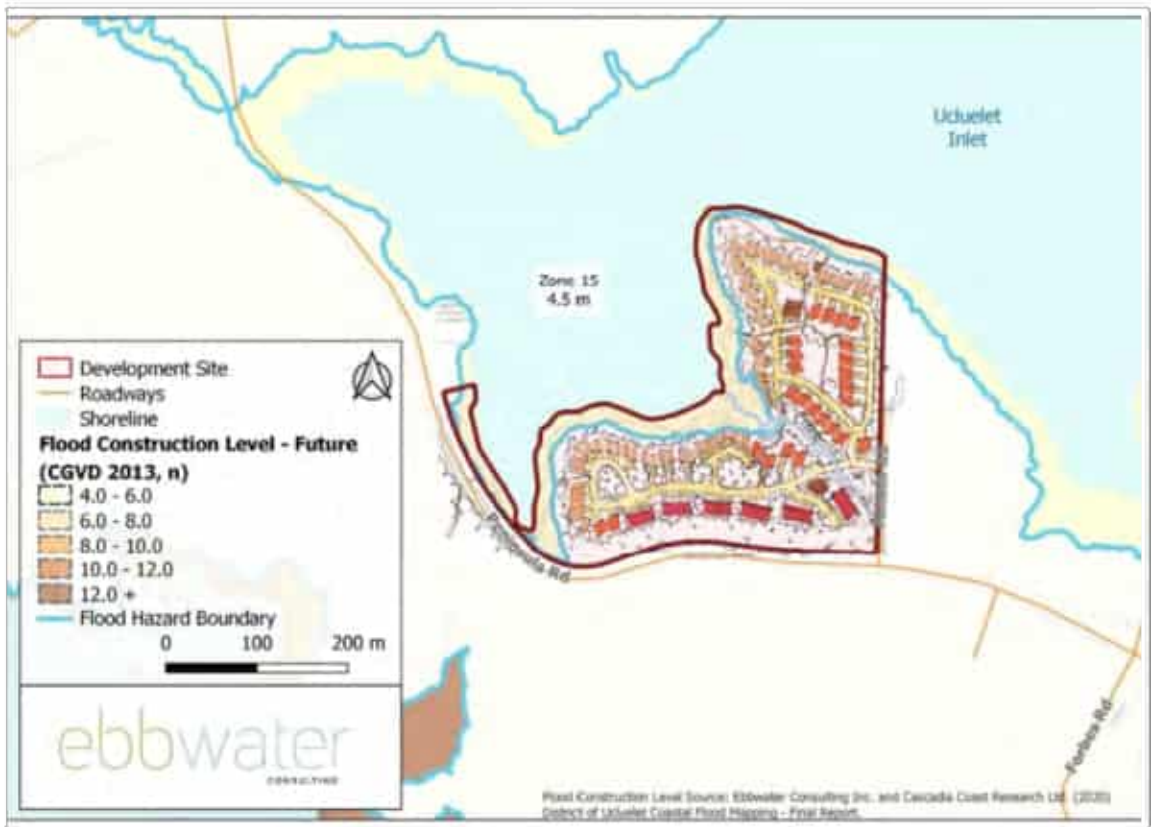 Ucluelet
Inlet
Zone 15
4.5 m
Development Site
Roadways
Shoreline
Flood Construction Level - Future
(CGVD 2013, n)
4.0 - 6.0
6.0 - 8.0
8.0 - 10.0
10.0 - 12.0
12.0 +
Flood Hazard Boundary
0 100 200 m
Peninsula Rd
Forbes Rd
ebbwater
CONSULTING
Flood Construction Level Source: Ebbwater Consulting Inc. and Cascadia Coast Research Ltd. (2020)
District of Ucluelet Coastal Flood Mapping - Final Report.